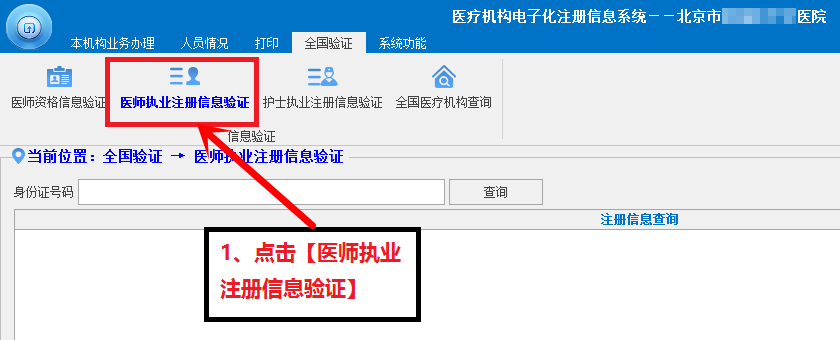 医疗机构电子化注册信息系统－－北京市 医院
本机构业务办理 人员情况 打印 全国验证 系统功能
医师资格信息验证 医师执业注册信息验证 护士执业注册信息验证 全国医疗机构查询
信息验证
当前位置：全国验证 → 医师执业注册信息验证
身份证号码 查询
注册信息查询
1、点击【医师执业
注册信息验证】